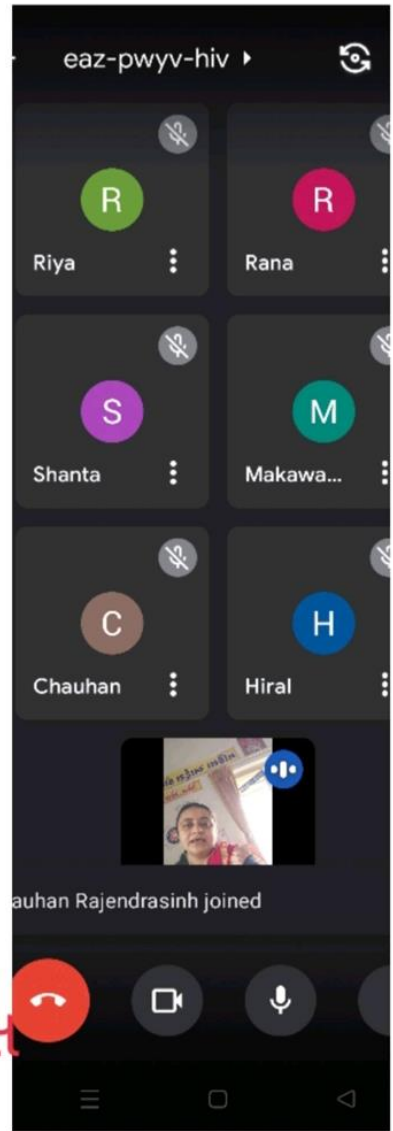 eaz-pwyv-hiv
R
R
Riya
Rana
S
M
Shanta
Makawa...
C
H
Chauhan
Hiral
auhan Rajendrasinh joined